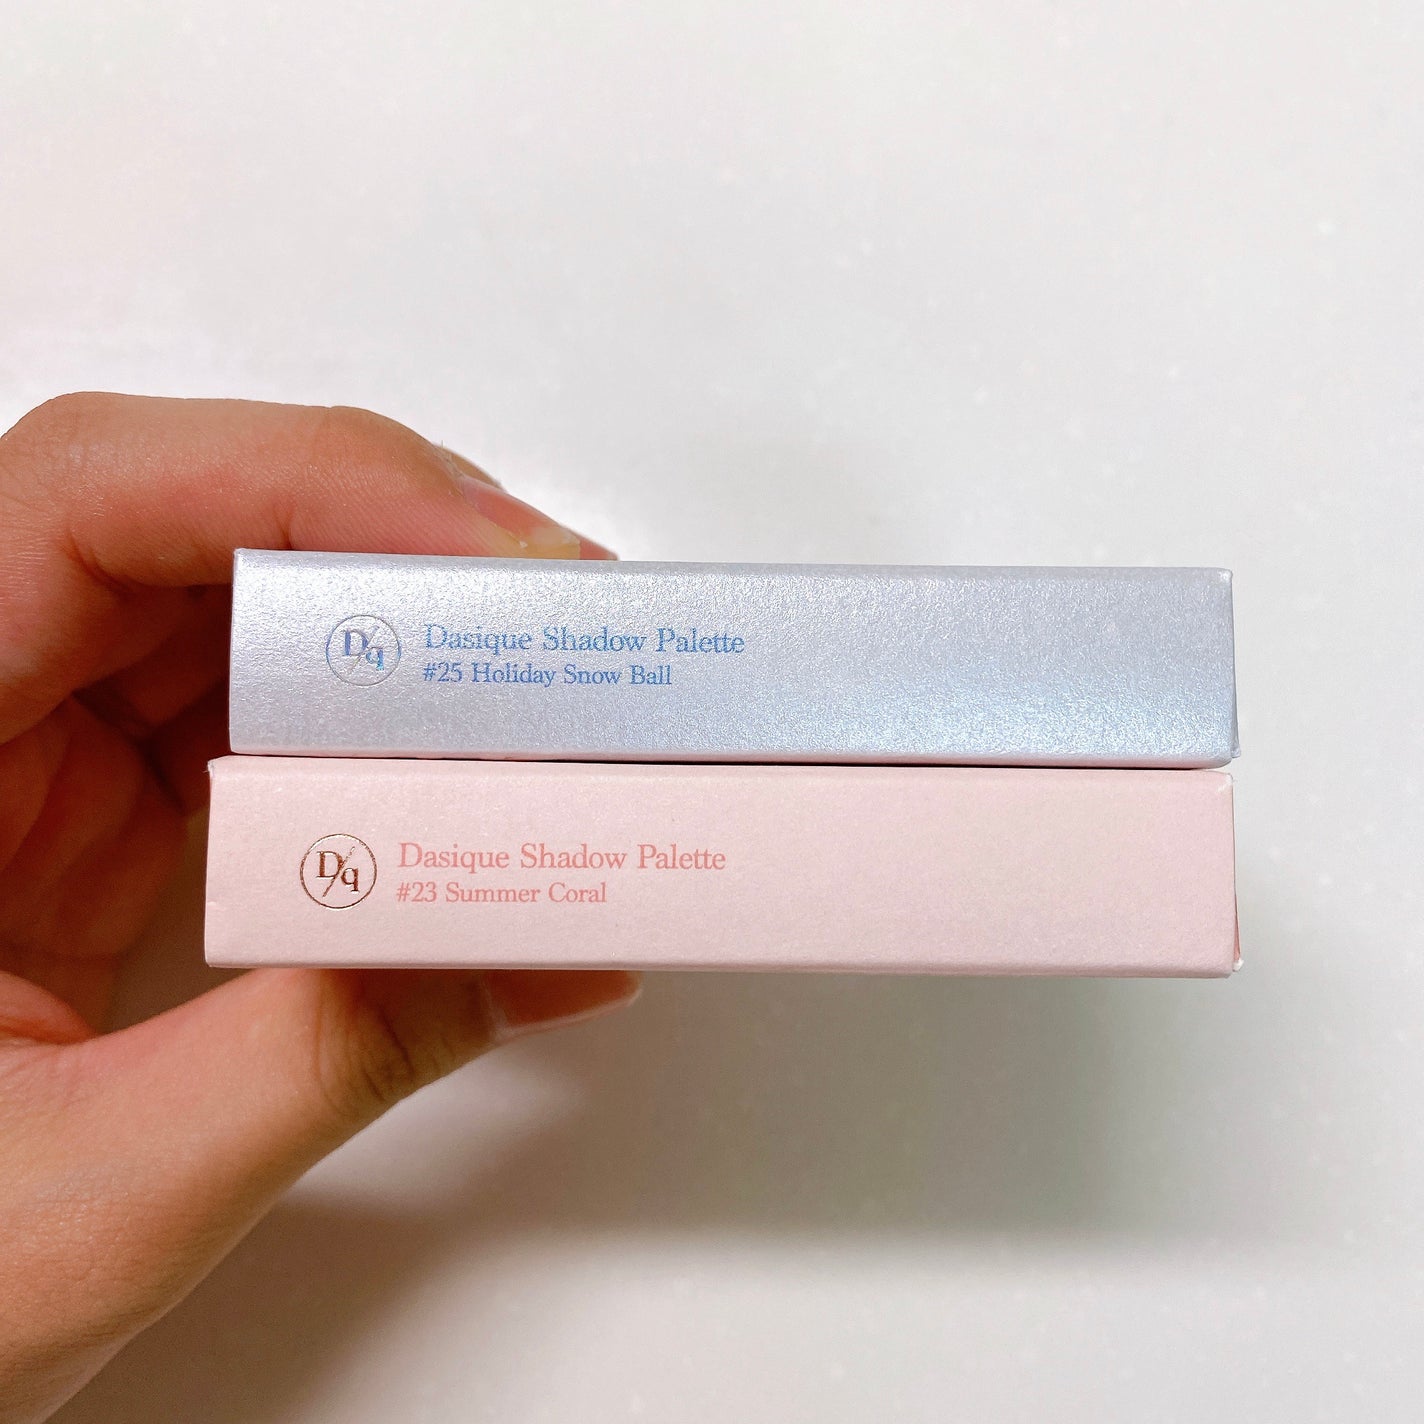 D/q
Dasique Shadow Palette
#25 Holiday Snow Ball
D/q
Dasique Shadow Palette
#23 Summer Coral